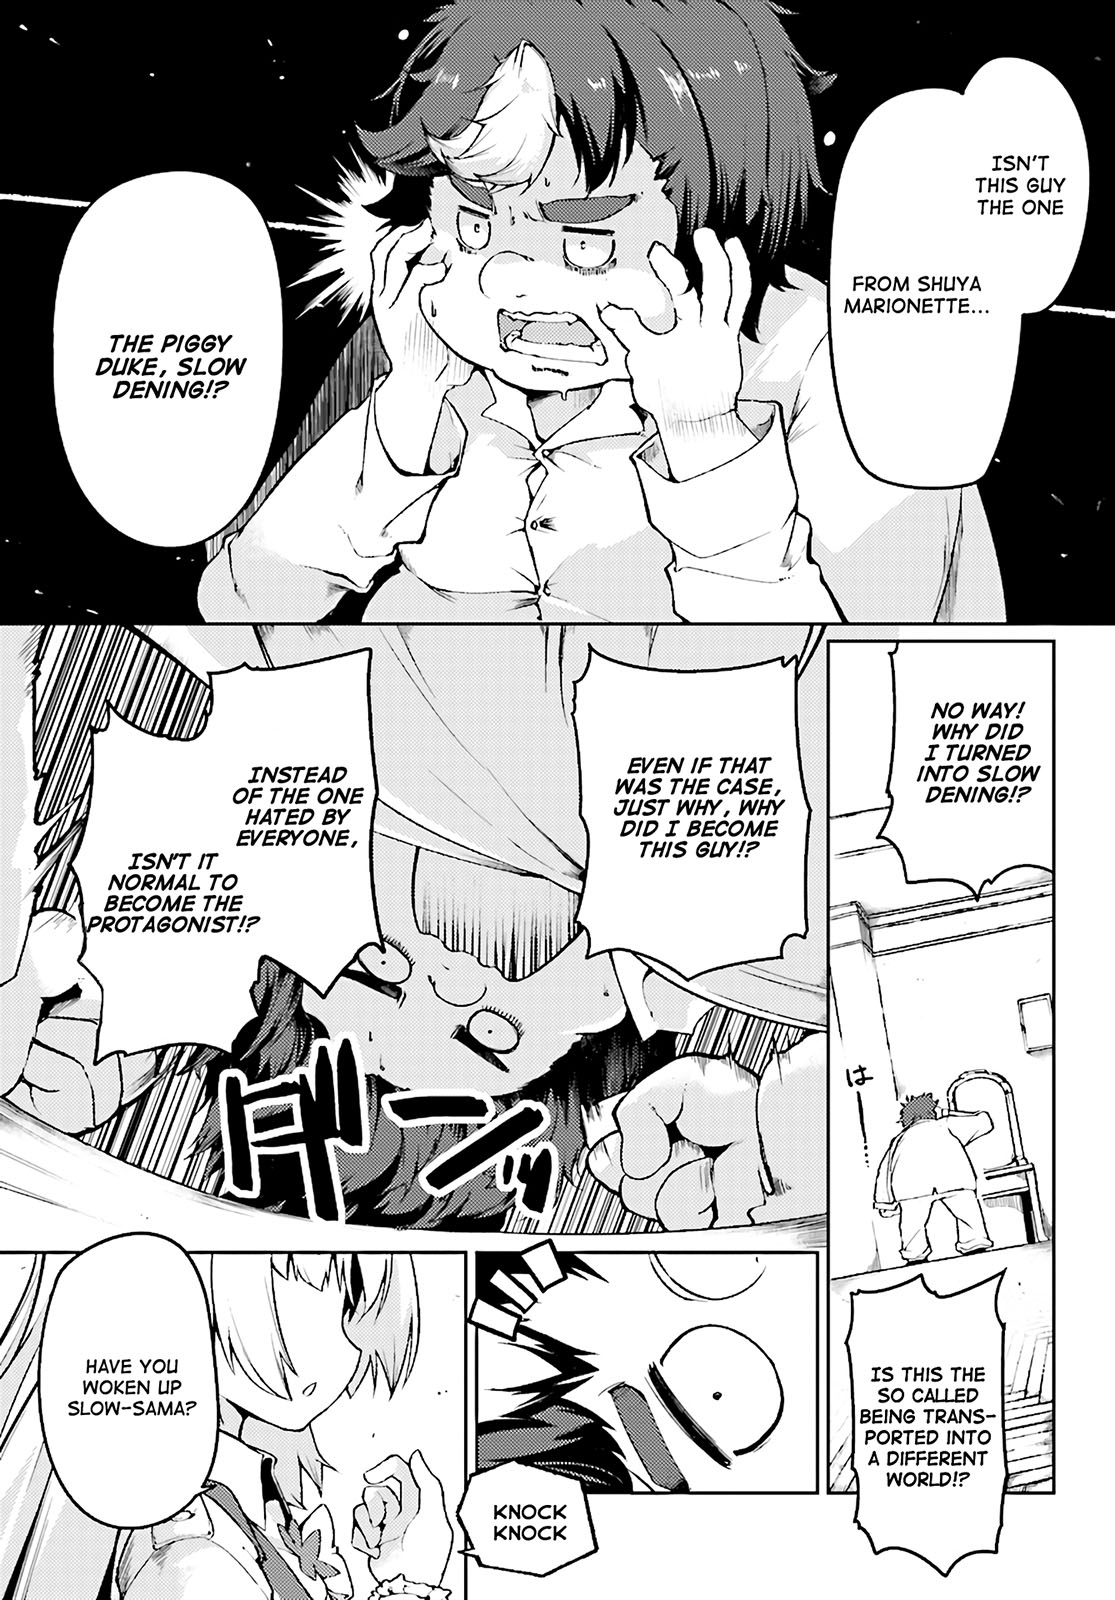 ISN'T
THIS GUY
THE ONE
FROM SHUYA
MARIONETTE...
THE PIGGY
DUKE, SLOW
DENING!?
NO WAY!
WHY DID
I TURNED
INTO SLOW
DENING!?
は
…
IS THIS THE
SO CALLED
BEING TRANS-
PORTED INTO
A DIFFERENT
WORLD!?
EVEN IF THAT
WAS THE CASE,
JUST WHY, WHY
DID I BECOME
THIS GUY!?
INSTEAD
OF THE ONE
HATED BY
EVERYONE,
ISN'T IT
NORMAL TO
BECOME THE
PROTAGONIST!?
ダンッ
KNOCK
KNOCK
HAVE YOU
WOKEN UP
SLOW-SAMA?